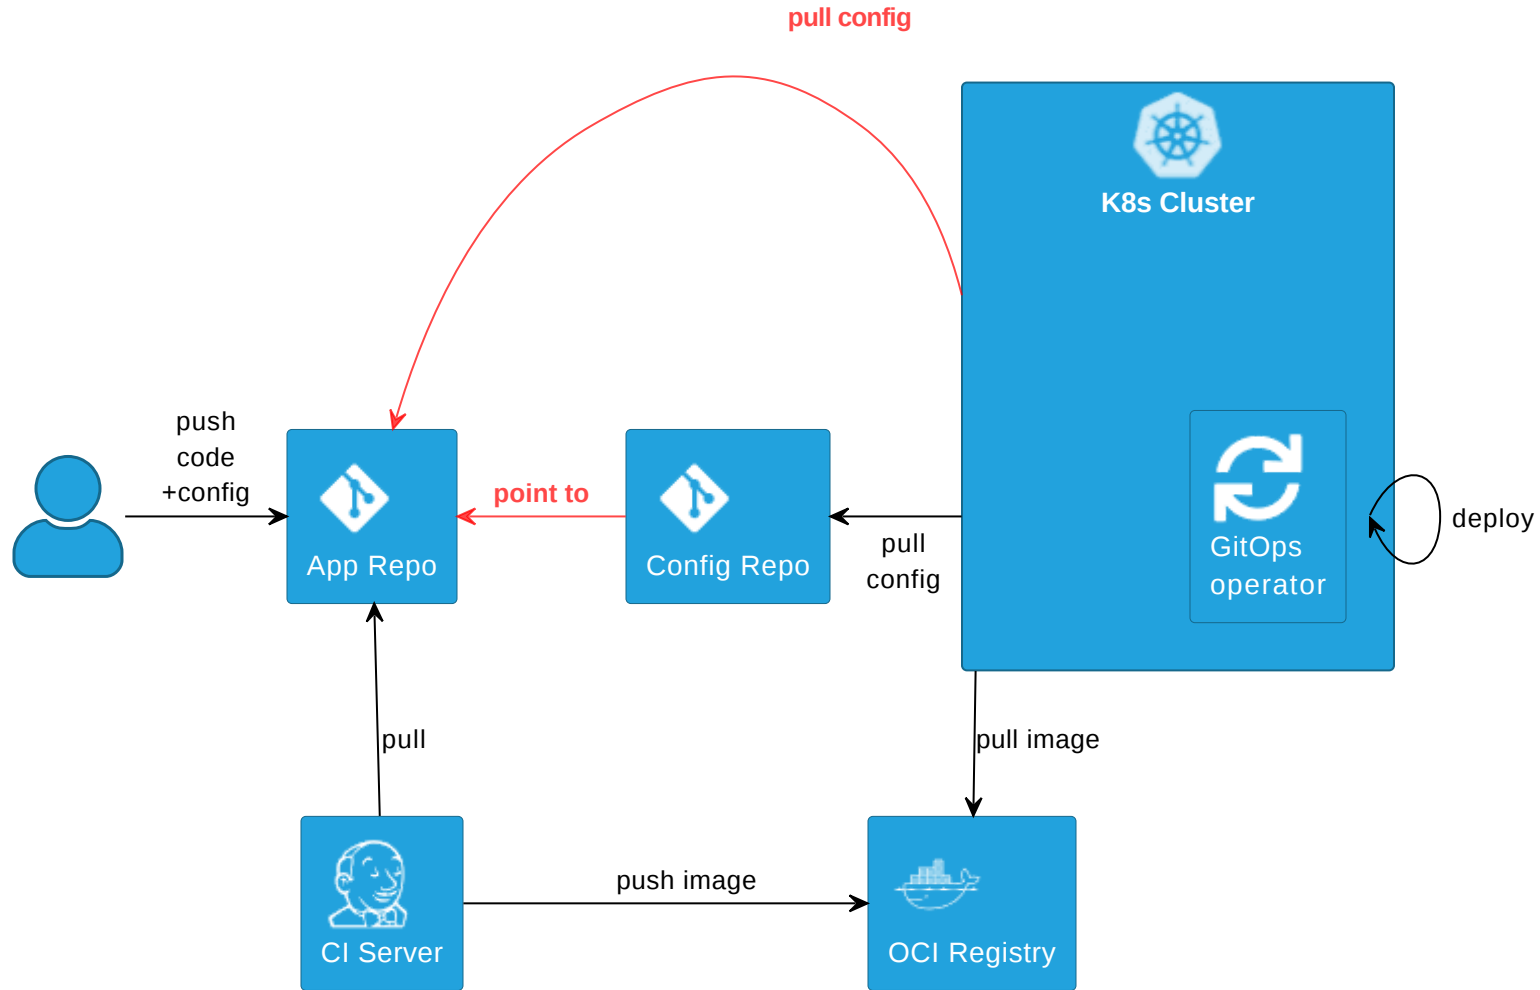 pull config
K8s Cluster
push
code
+config
point to
App Repo
Config Repo
pull
config
GitOps
operator
deploy
pull
pull image
push image
CI Server
OCI Registry